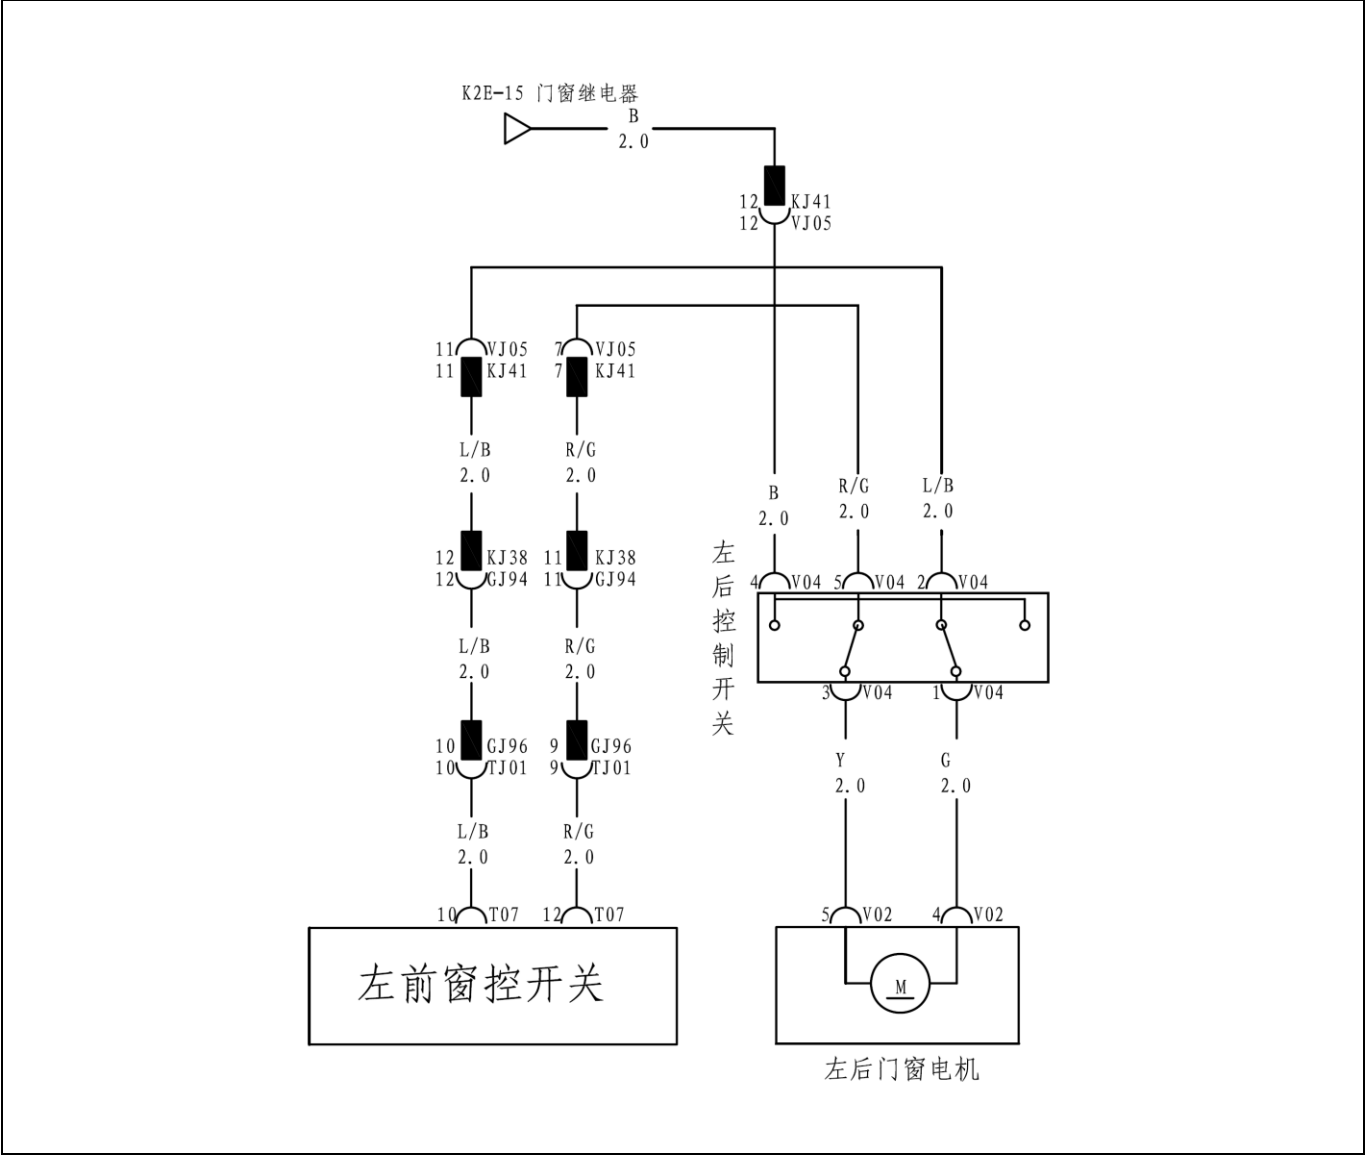 K2E-15 门窗继电器
B
2.0
12 KJ41
12 VJ05
11 VJ05 7 VJ05
11 KJ41 7 KJ41
L/B R/G
2.0 2.0
B R/G L/B
2.0 2.0 2.0
左后控制开关
12 KJ38 11 KJ38
12 GJ94 11 GJ94
4 V04 5 V04 2 V04
L/B R/G
2.0 2.0
3 V04 1 V04
10 GJ96 9 GJ96
10 TJ01 9 TJ01
Y G
2.0 2.0
L/B R/G
2.0 2.0
10 T07 12 T07
5 V02 4 V02
左前窗控开关
M
左后门窗电机